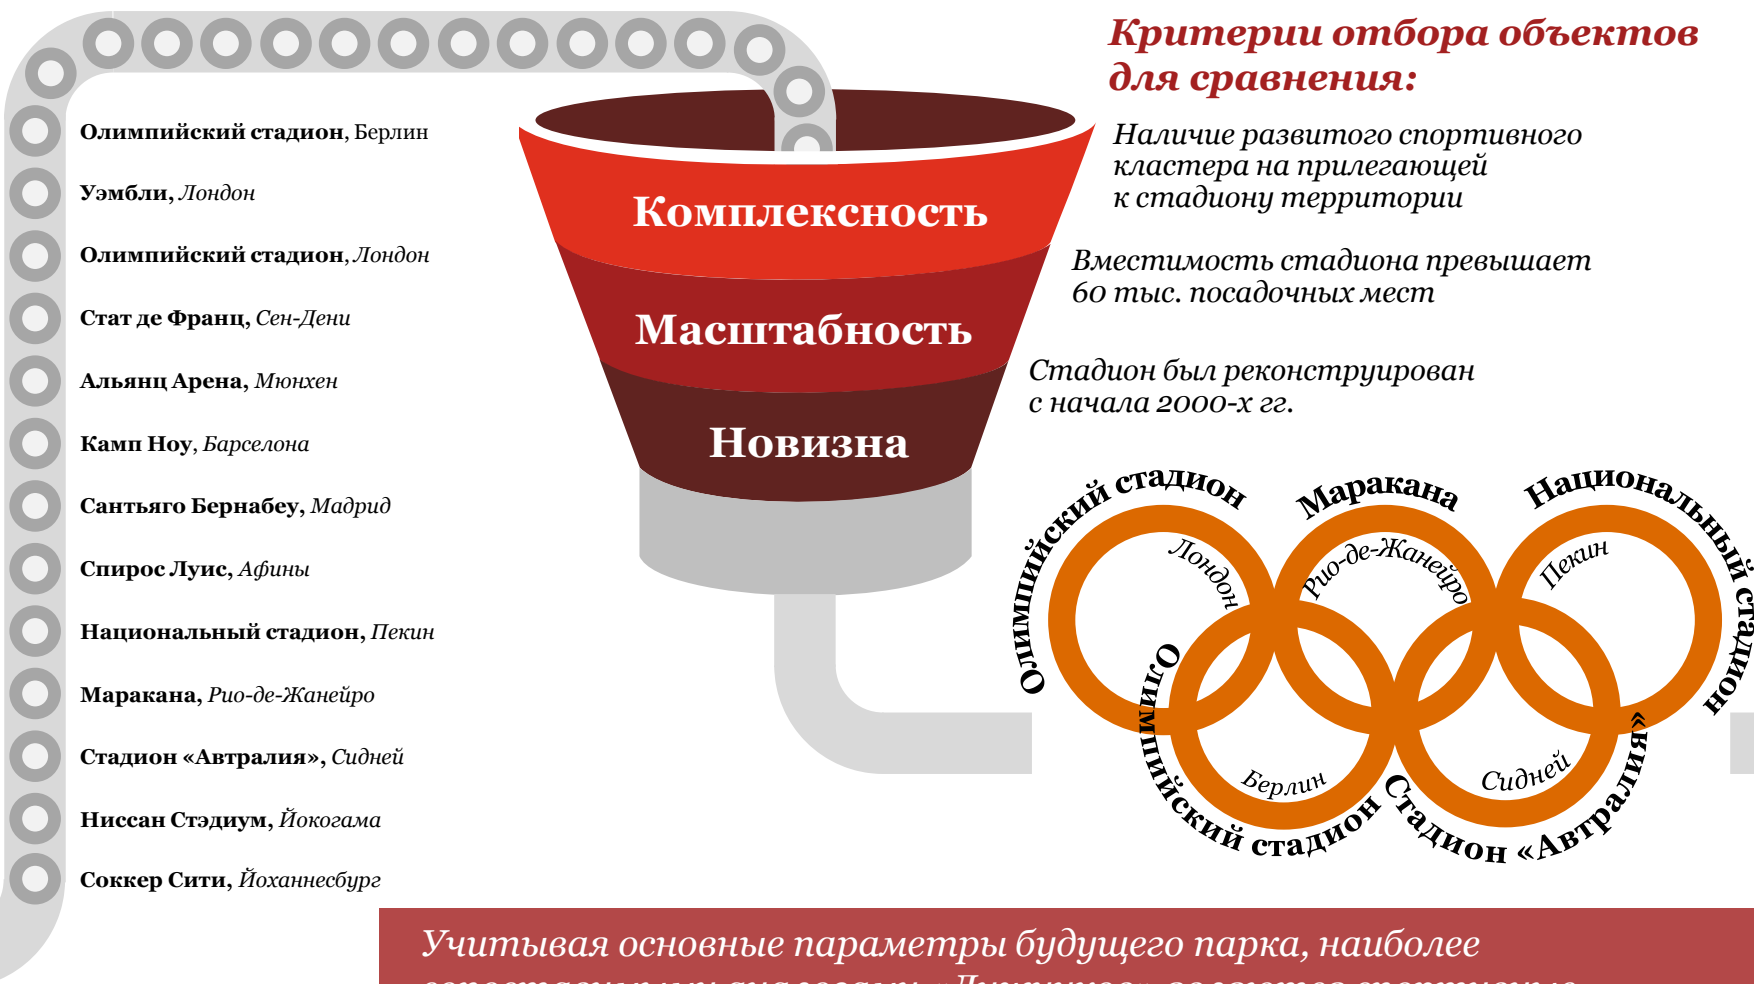 Олимпийский стадион, Берлин
Уэмбли, Лондон
Олимпийский стадион, Лондон
Стат де Франц, Сен-Дени
Альянц Арена, Мюнхен
Камп Ноу, Барселона
Сантьяго Бернабеу, Мадрид
Спирос Луис, Афины
Национальный стадион, Пекин
Маракана, Рио-де-Жанейро
Стадион «Автралия», Сидней
Ниссан Стэдиум, Йокогама
Соккер Сити, Йоханнесбург
Комплексность
Масштабность
Новизна
Критерии отбора объектов
для сравнения:
Наличие развитого спортивного
кластера на прилегающей
к стадиону территории
Вместимость стадиона превышает
60 тыс. посадочных мест
Стадион был реконструирован
с начала 2000-х гг.
Олимпийский стадион
Лондон
Маракана
Рио-де-Жанейро
Национальный стадион
Пекин
Олимпийский стадион
Берлин
Стадион «Автралия»
Сидней
Учитывая основные параметры будущего парка, наиболее